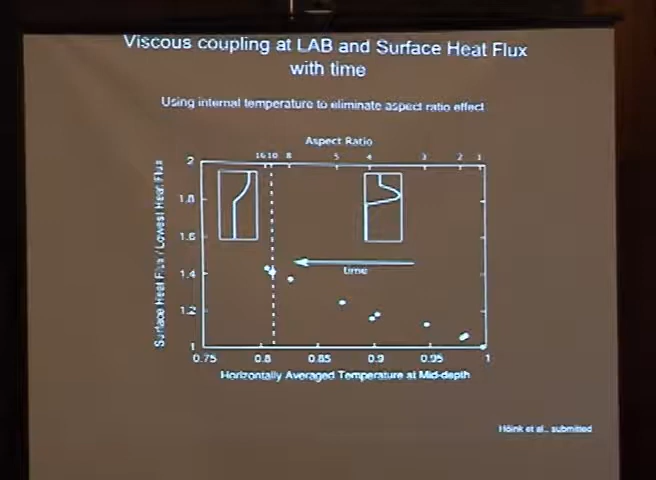 Viscous coupling at LAB and Surface Heat Flux
with time
Using internal temperature to eliminate aspect ratio effect
Aspect Ratio
16 10 8 5 4 3 2 1
Surface Heat Flux / Lowest Heat Flux
2
1.8
1.6
1.4
1.2
1
time
0.75 0.8 0.85 0.9 0.95 1
Horizontally Averaged Temperature at Mid-depth
Höink et al., submitted